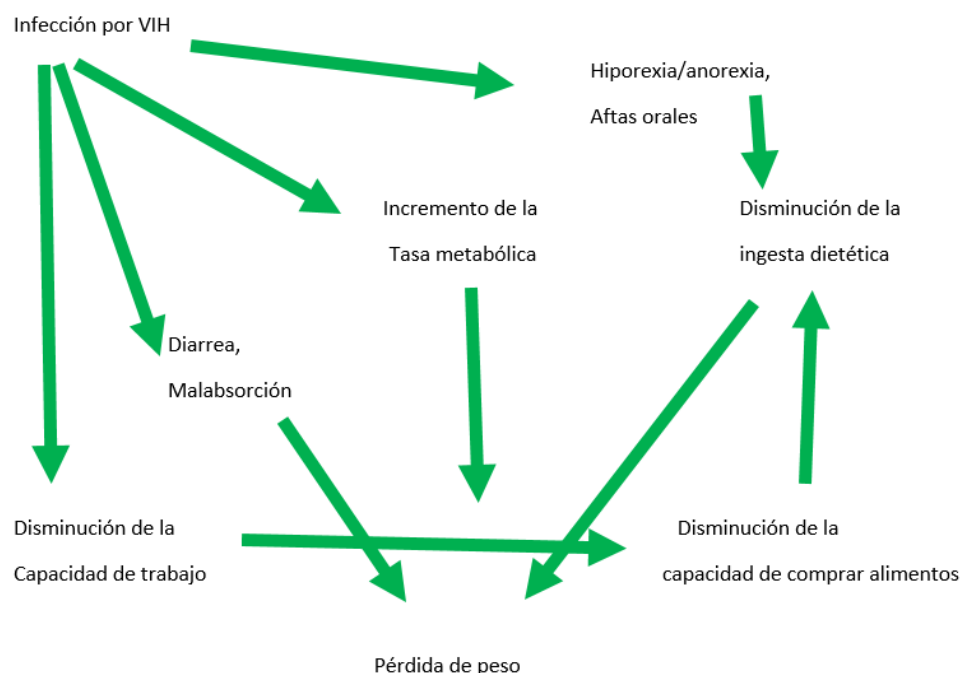 Infección por VIH
Hiporexia/anorexia,
Aftas orales
Incremento de la
Tasa metabólica
Disminución de la
ingesta dietética
Diarrea,
Malabsorción
Disminución de la
Capacidad de trabajo
Disminución de la
capacidad de comprar alimentos
Pérdida de peso